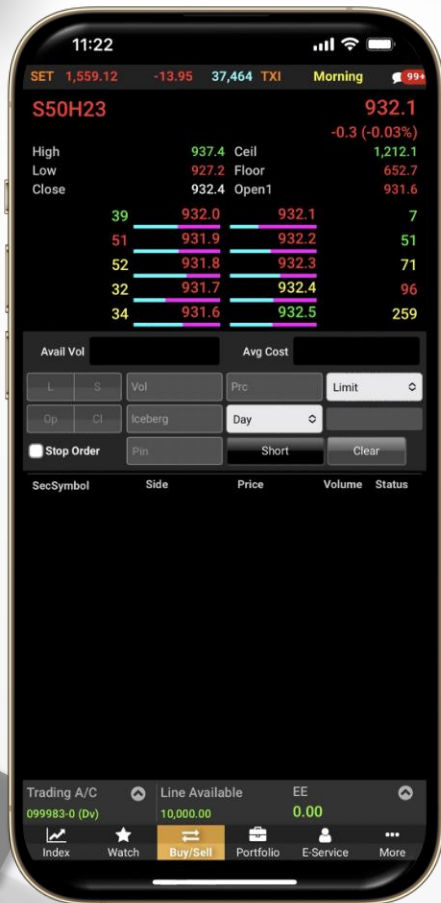 11:22
SET 1,559.12 -13.95 37,464 TXI Morning 99+
S50H23 932.1
-0.3 (-0.03%)
High 937.4 Ceil 1,212.1
Low 927.2 Floor 652.7
Close 932.4 Open1 931.6
39 932.0 932.1 7
51 931.9 932.2 51
52 931.8 932.3 71
32 931.7 932.4 96
34 931.6 932.5 259
Avail Vol Avg Cost
L S Vol Prc Limit
Op Cl Iceberg Day
Stop Order Pin Short Clear
SecSymbol Side Price Volume Status
Trading A/C Line Available EE
099983-0 (Dv) 10,000.00 0.00
Index Watch Buy/Sell Portfolio E-Service More